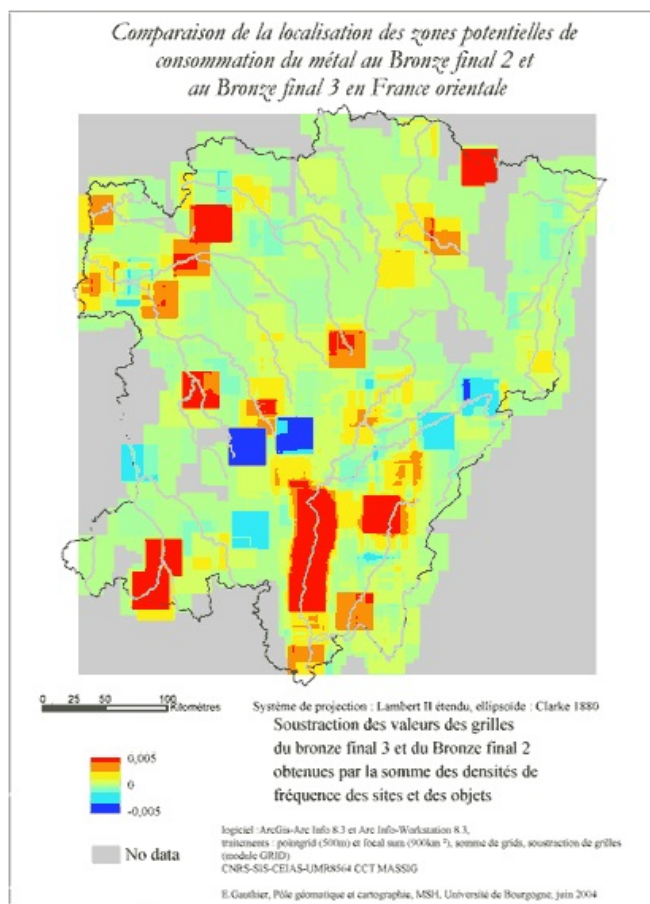 Comparaison de la localisation des zones potentielles de
consommation du métal au Bronze final 2 et
au Bronze final 3 en France orientale
0 25 50 100
Kilomètres
Système de projection : Lambert II étendu, ellipsoïde : Clarke 1880
Soustraction des valeurs des grilles
du bronze final 3 et du Bronze final 2
obtenues par la somme des densités de
fréquence des sites et des objets
0,005
0
-0,005
No data
logiciel : ArcGis-Arc Info 8.3 et Arc Info-Workstation 8.3,
traitements : pointgrid (500m) et focal sum (900km ²), somme de grids, soustraction de grilles
(module GRID)
CNRS-SIS-CEIAS-UMR8564 CCT MASSIG
E.Gauthier, Pôle géomatique et cartographie, MSH, Université de Bourgogne, juin 2004